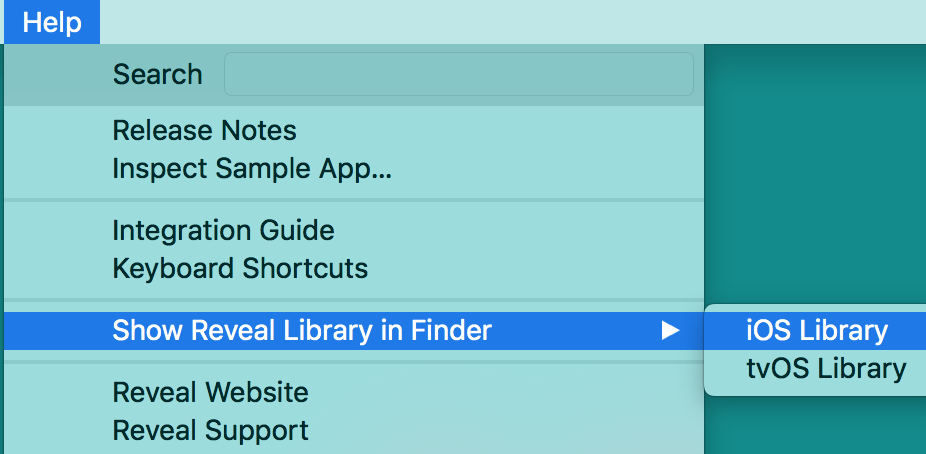 Help
Search
Release Notes
Inspect Sample App...
Integration Guide
Keyboard Shortcuts
Show Reveal Library in Finder
iOS Library
tvOS Library
Reveal Website
Reveal Support